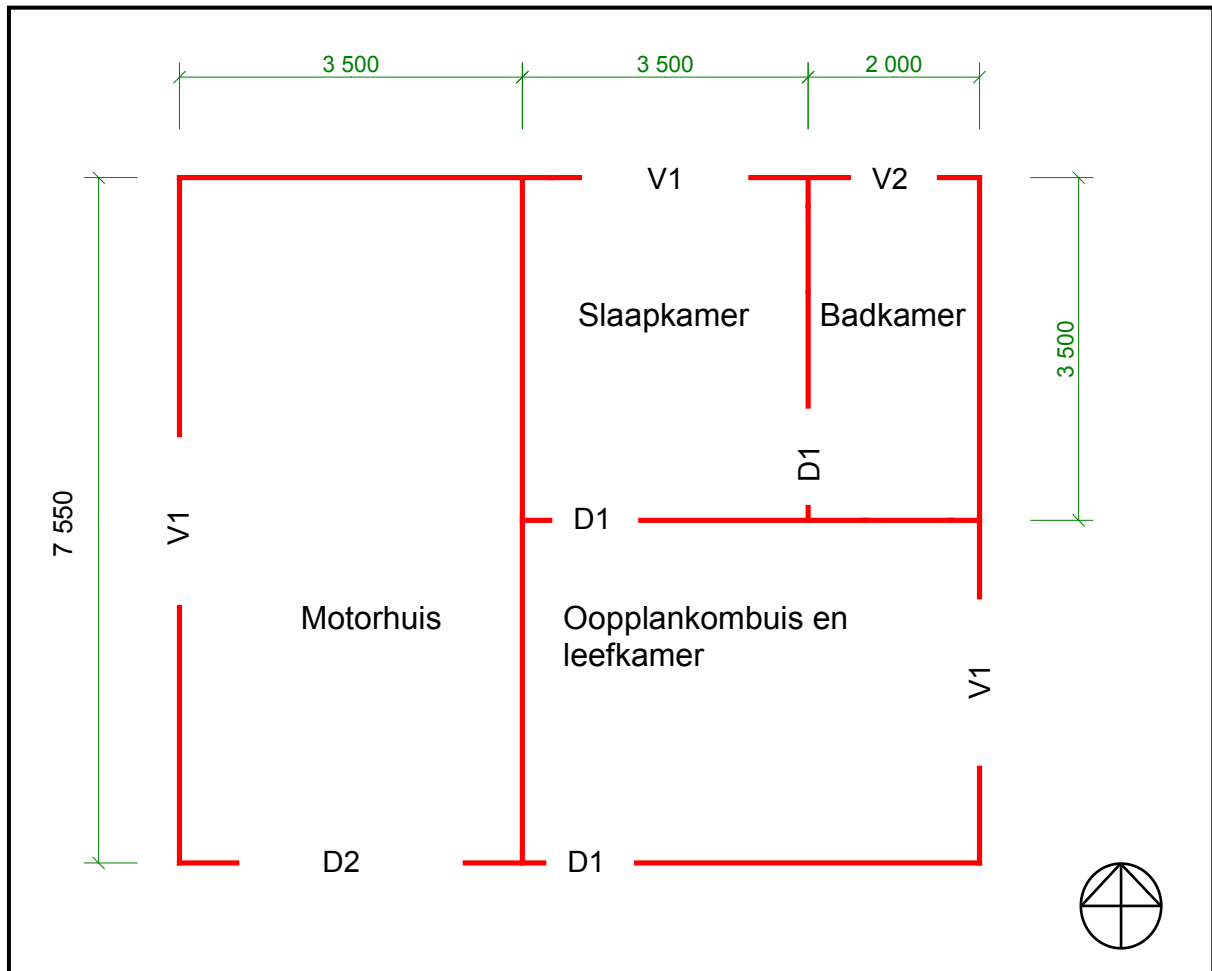 3 500
3 500
2 000
V1
V2
Slaapkamer
Badkamer
3 500
D1
7 550
V1
D1
Motorhuis
Oopplankombuis en
leefkamer
V1
D2
D1